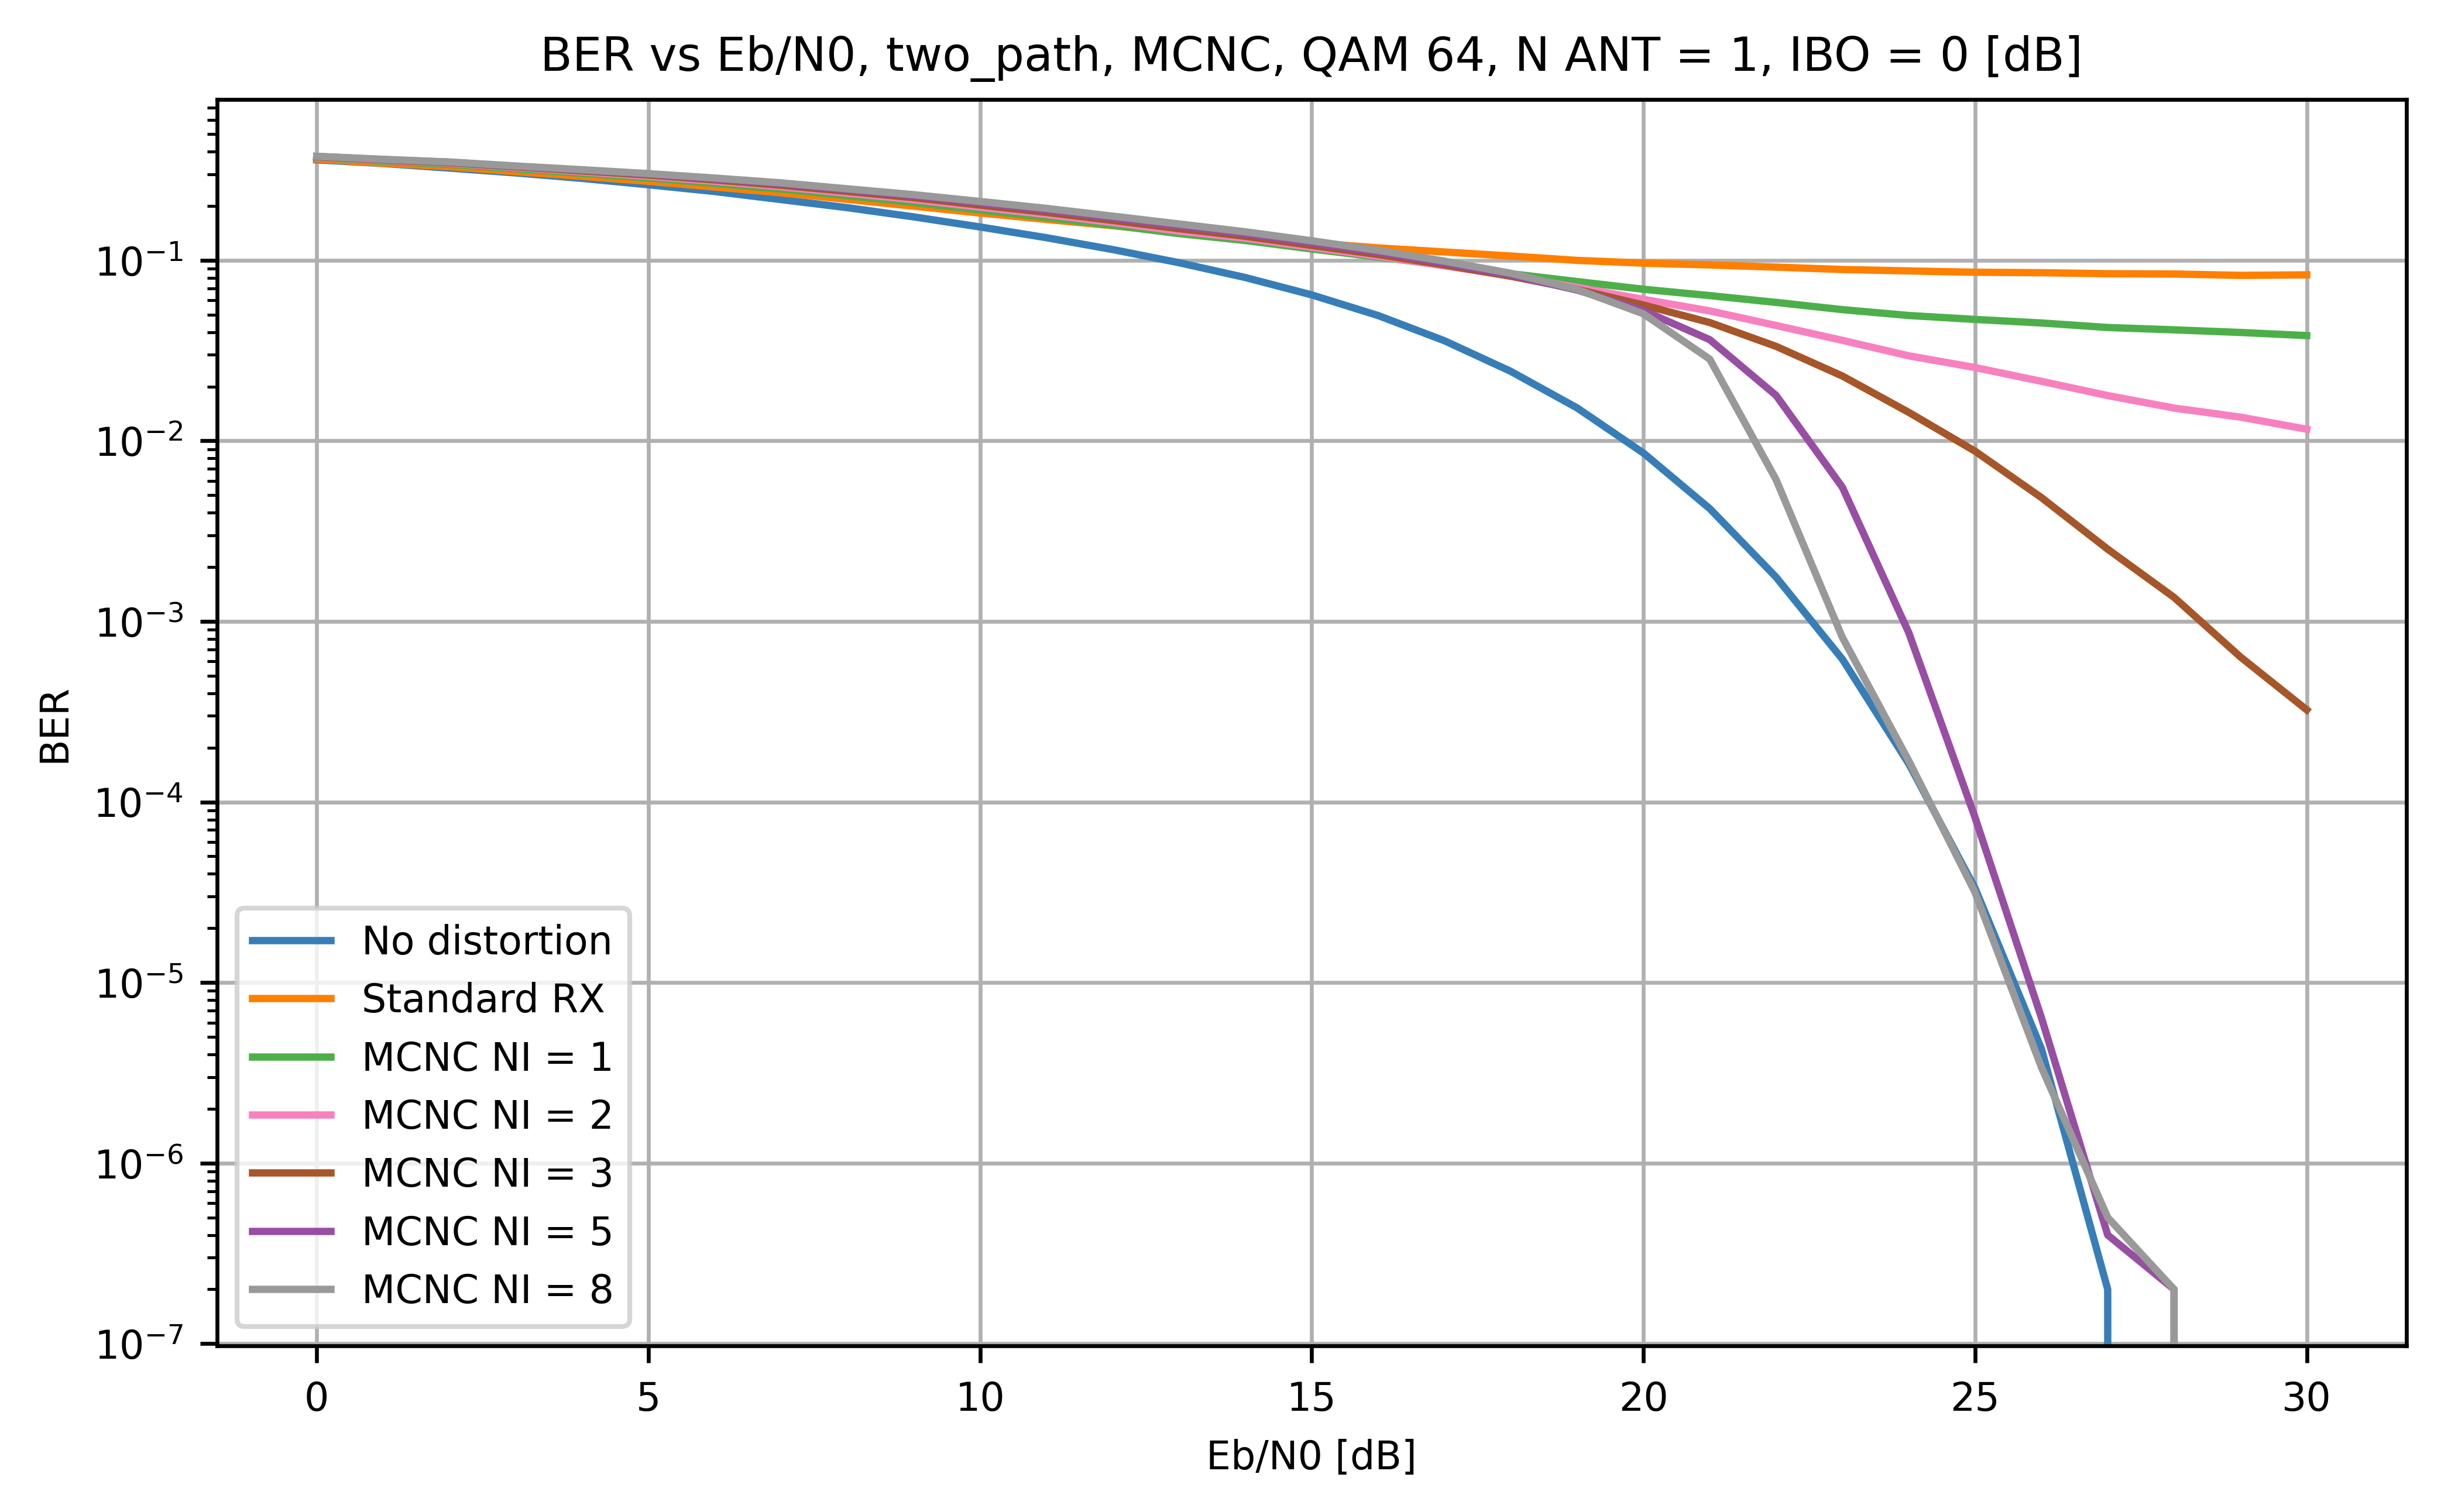 BER vs Eb/N0, two_path, MCNC, QAM 64, N ANT = 1, IBO = 0 [dB]
BER
10⁻¹
10⁻²
10⁻³
10⁻⁴
10⁻⁵
10⁻⁶
10⁻⁷
No distortion
Standard RX
MCNC NI = 1
MCNC NI = 2
MCNC NI = 3
MCNC NI = 5
MCNC NI = 8
0 5 10 15 20 25 30
Eb/N0 [dB]